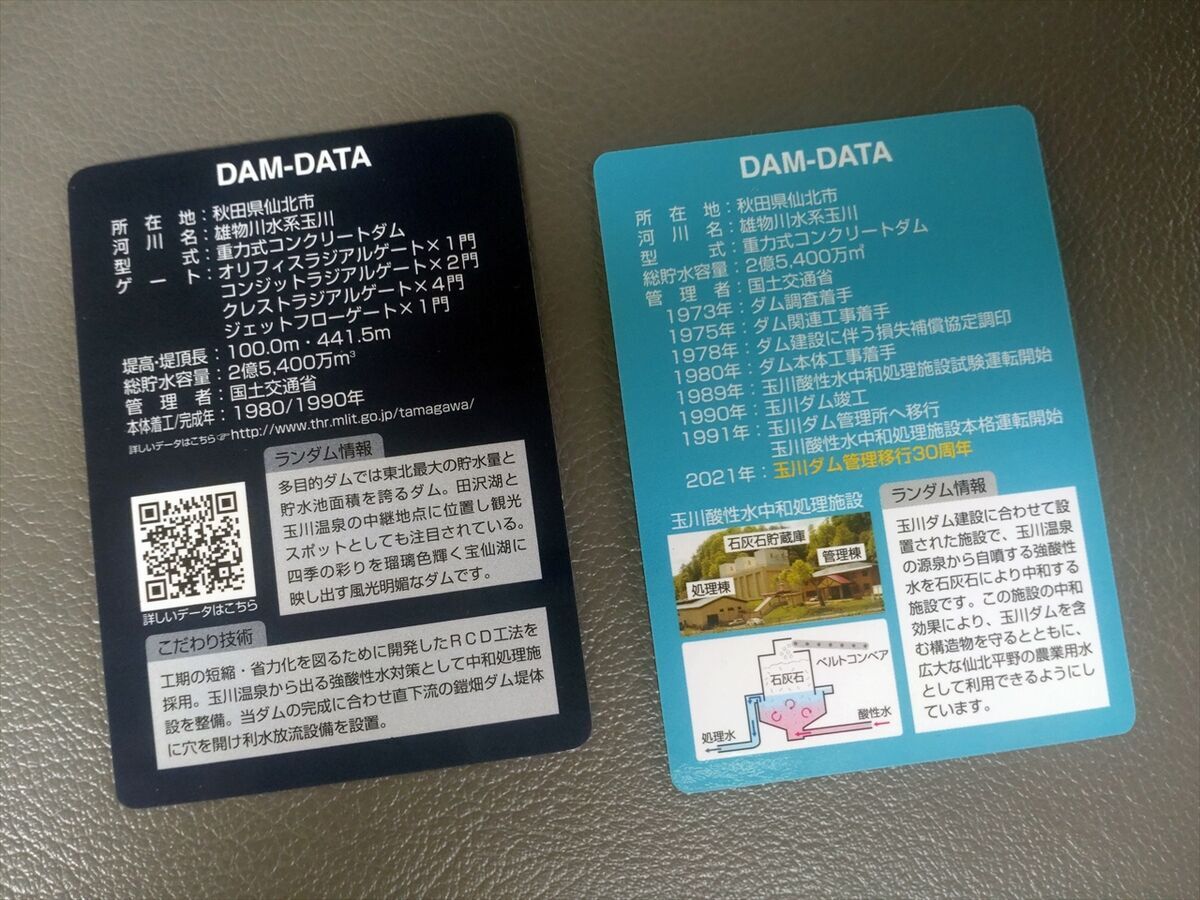 DAM-DATA
所在地：秋田県仙北市
河川名：雄物川水系玉川
型式：重力式コンクリートダム
ゲート：オリフィスラジアルゲート×1門
コンジットラジアルゲート×2門
クレストラジアルゲート×4門
ジェットフローゲート×1門
堤高・堤頂長：100.0m・441.5m
総貯水容量：2億5,400万m³
管理者：国土交通省
本体着工/完成年：1980/1990年
詳しいデータはこちら☞http://www.thr.mlit.go.jp/tamagawa/
ランダム情報
多目的ダムでは東北最大の貯水量と
貯水池面積を誇るダム。田沢湖と
玉川温泉の中継地点に位置し観光
スポットとしても注目されている。
四季の彩りを瑠璃色輝く宝仙湖に
映し出す風光明媚なダムです。
詳しいデータはこちら
こだわり技術
工期の短縮・省力化を図るために開発したRCD工法を
採用。玉川温泉から出る強酸性水対策として中和処理施
設を整備。当ダムの完成に合わせ直下流の鎧畑ダム堤体
に穴を開け利水放流設備を設置。
DAM-DATA
所在地：秋田県仙北市
河川名：雄物川水系玉川
型式：重力式コンクリートダム
総貯水容量：2億5,400万㎥
管理者：国土交通省
1973年：ダム調査着手
1975年：ダム関連工事着手
1978年：ダム建設に伴う損失補償協定調印
1980年：ダム本体工事着手
1989年：玉川酸性水中和処理施設試験運転開始
1990年：玉川ダム竣工
1991年：玉川ダム管理所へ移行
玉川酸性水中和処理施設本格運転開始
2021年：玉川ダム管理移行30周年
玉川酸性水中和処理施設
石灰石貯蔵庫
管理棟
処理棟
ベルトコンベア
石灰石
酸性水
処理水
ランダム情報
玉川ダム建設に合わせて設
置された施設で、玉川温泉
の源泉から自噴する強酸性
水を石灰石により中和する
施設です。この施設の中和
効果により、玉川ダムを含
む構造物を守るとともに、
広大な仙北平野の農業用水
として利用できるようにし
ています。